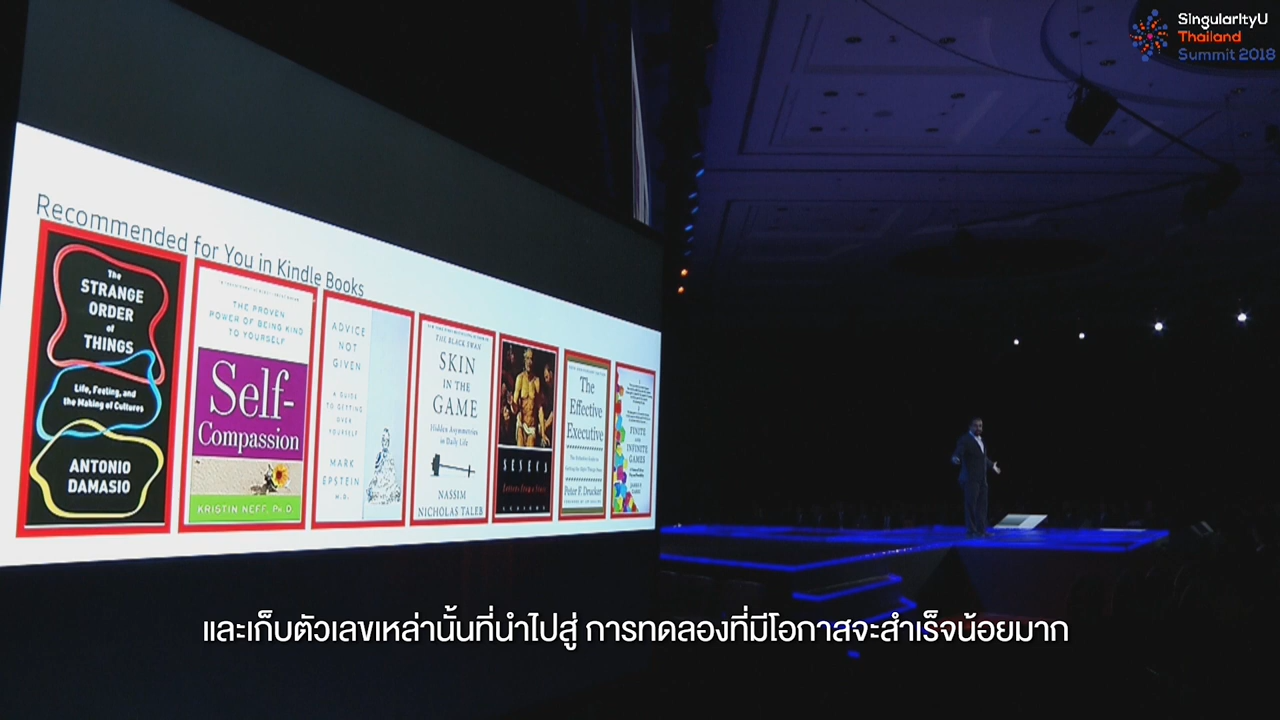 SingularityU
Thailand
Summit 2018
Recommended for You in Kindle Books
The
STRANGE
ORDER
of
THINGS
Life, Feeling, and
the Making of Cultures
ANTONIO
DAMASIO
THE PROVEN
POWER OF BEING KIND
TO YOURSELF
Self-
Compassion
KRISTIN NEFF, Ph.D.
ADVICE
NOT
GIVEN
A GUIDE
TO GETTING
OVER
YOURSELF
MARK
EPSTEIN
M.D.
THE BLACK SWAN
SKIN
IN THE
GAME
Hidden Asymmetries
in Daily Life
NASSIM
NICHOLAS TALEB
SENECA
The
Effective
Executive
Peter F. Drucker
FINITE
AND
INFINITE
GAMES
และเก็บตัวเลขเหล่านั้นที่นำไปสู่ การทดลองที่มีโอกาสจะสำเร็จน้อยมาก